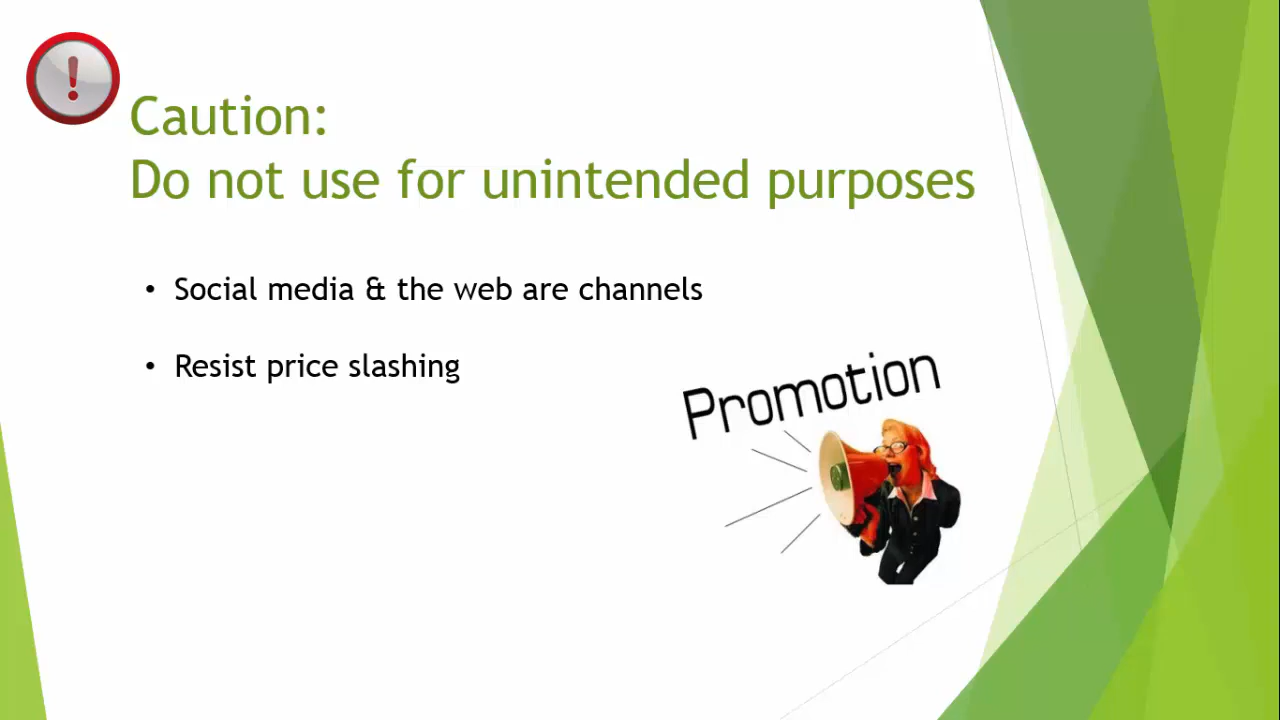 Caution:
Do not use for unintended purposes
• Social media & the web are channels
• Resist price slashing
Promotion